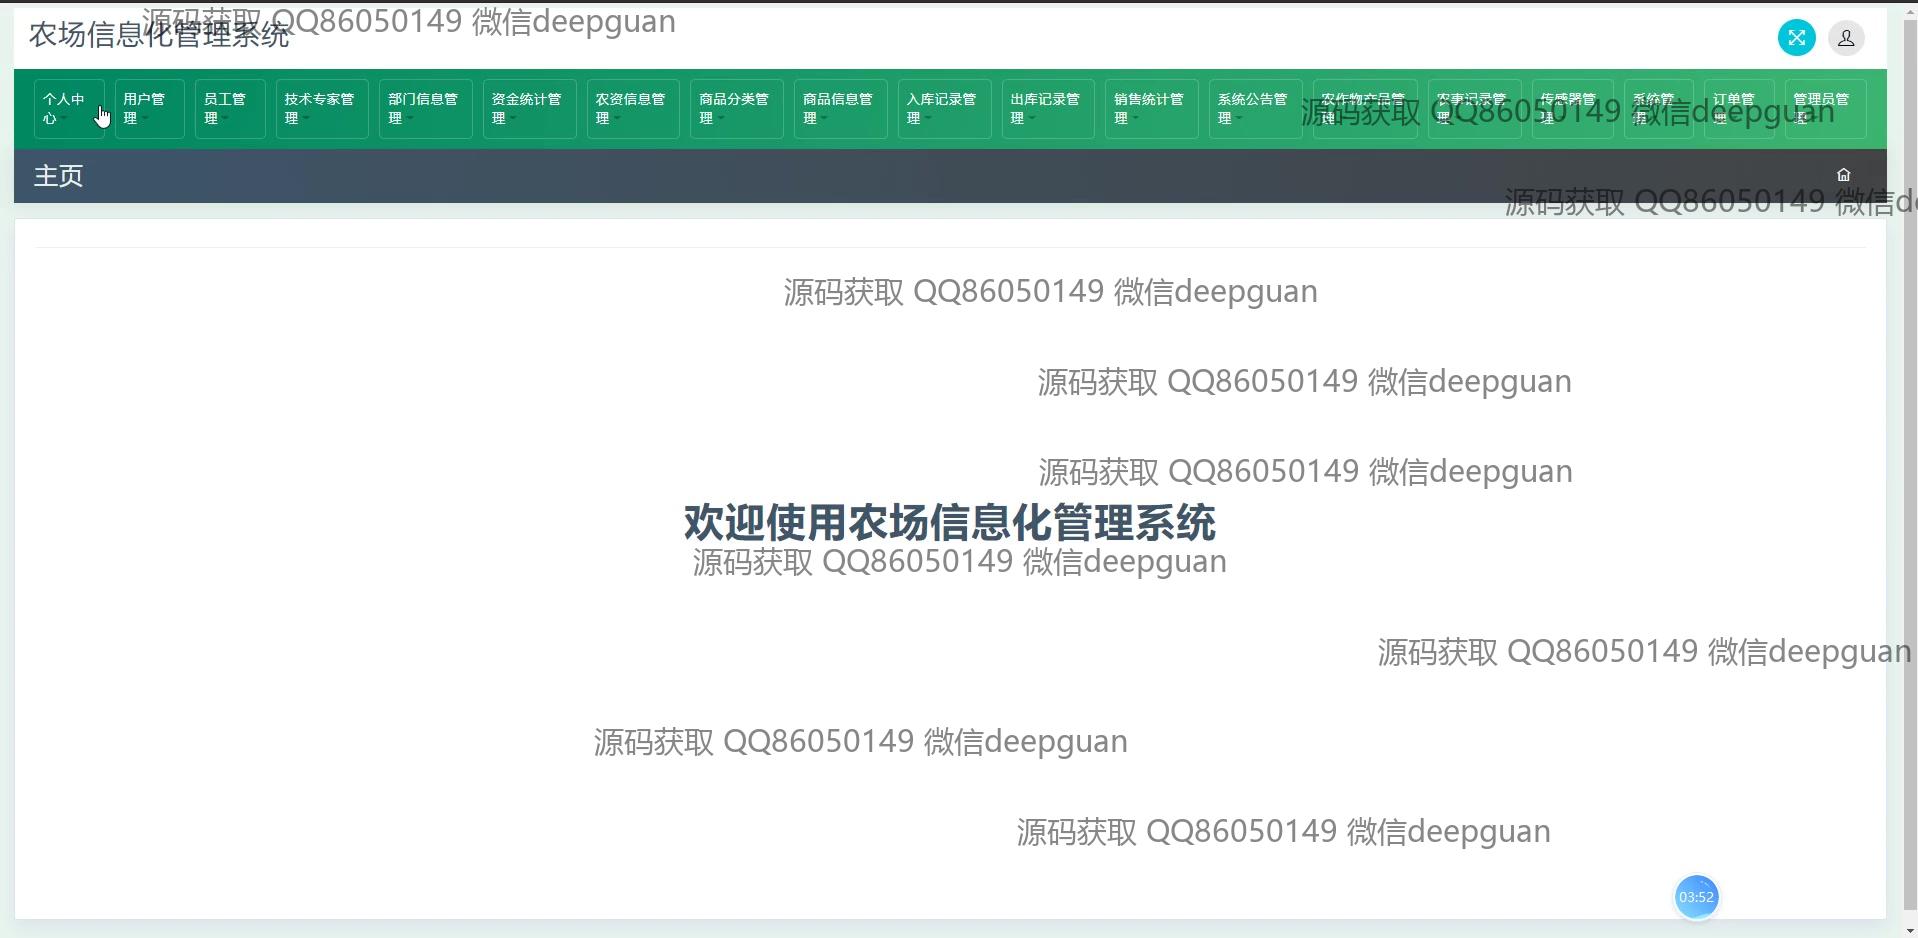 源码获取 QQ86050149 微信deepguan
农场信息化管理系统
个人中
心
用户管
理
员工管
理
技术专家管
理
部门信息管
理
资金统计管
理
农资信息管
理
商品分类管
理
商品信息管
理
入库记录管
理
出库记录管
理
销售统计管
理
系统公告管
理
农作物产品管
理
农事记录管
理
传感器管
理
系统管
理
订单管
理
管理员管
理
源码获取 QQ86050149 微信deepguan
主页
源码获取 QQ86050149 微信de
源码获取 QQ86050149 微信deepguan
源码获取 QQ86050149 微信deepguan
源码获取 QQ86050149 微信deepguan
欢迎使用农场信息化管理系统
源码获取 QQ86050149 微信deepguan
源码获取 QQ86050149 微信deepguan
源码获取 QQ86050149 微信deepguan
源码获取 QQ86050149 微信deepguan
03:52